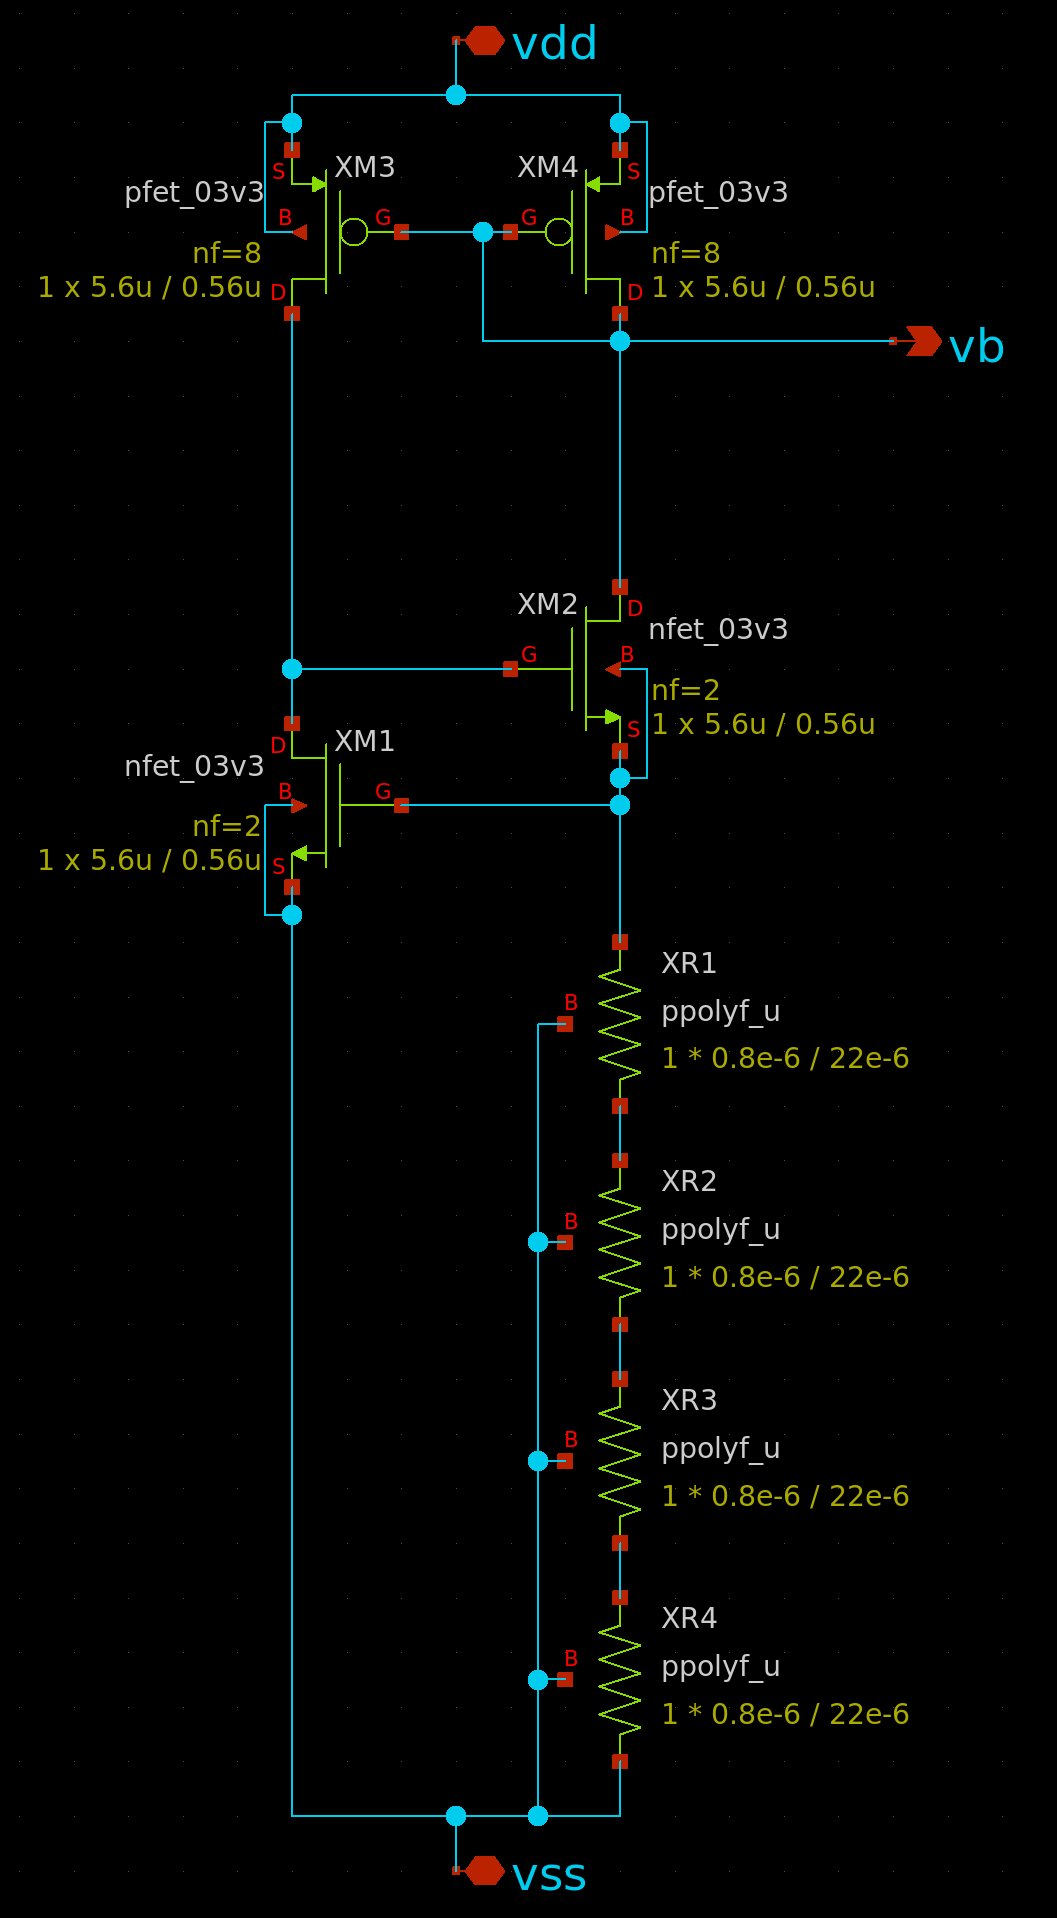 vdd
XM3
XM4
S
S
pfet_03v3
pfet_03v3
B
G
G
B
nf=8
nf=8
1 x 5.6u / 0.56u
D
D
1 x 5.6u / 0.56u
vb
XM2
D
nfet_03v3
G
B
nf=2
1 x 5.6u / 0.56u
S
XM1
D
nfet_03v3
B
G
nf=2
1 x 5.6u / 0.56u
S
XR1
B
ppolyf_u
1 * 0.8e-6 / 22e-6
XR2
B
ppolyf_u
1 * 0.8e-6 / 22e-6
XR3
B
ppolyf_u
1 * 0.8e-6 / 22e-6
XR4
B
ppolyf_u
1 * 0.8e-6 / 22e-6
vss